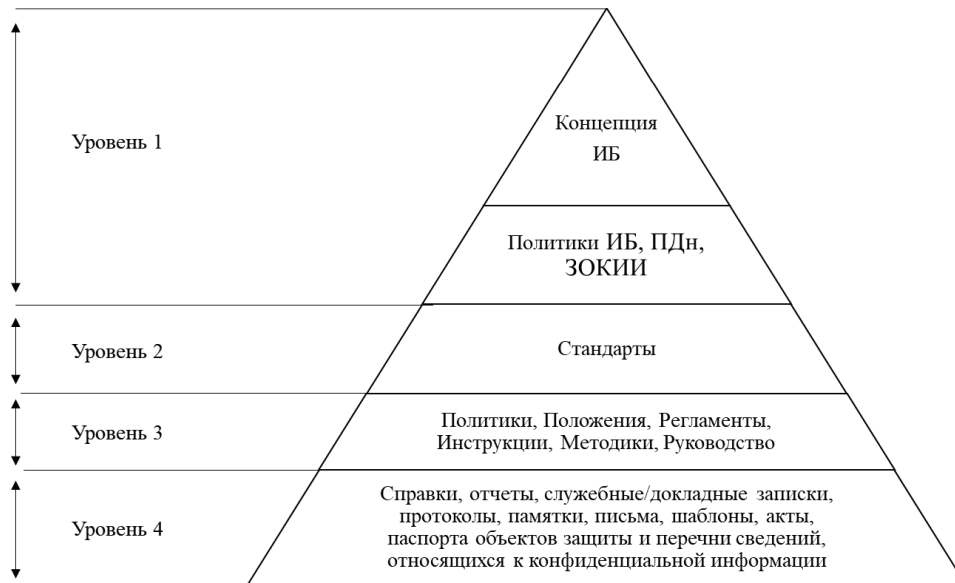 Уровень 1
Концепция
ИБ
Политики ИБ, ПДн,
ЗОКИИ
Уровень 2
Стандарты
Уровень 3
Политики, Положения, Регламенты,
Инструкции, Методики, Руководство
Уровень 4
Справки, отчеты, служебные/докладные записки,
протоколы, памятки, письма, шаблоны, акты,
паспорта объектов защиты и перечни сведений,
относящихся к конфиденциальной информации